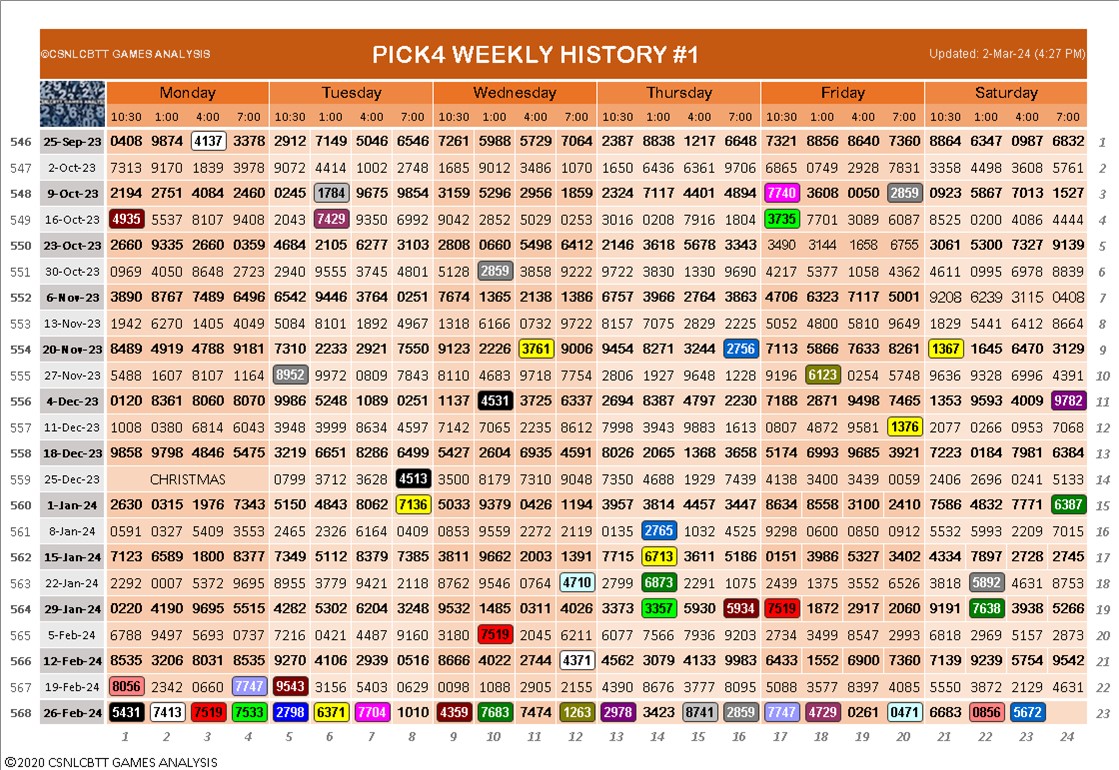 ©CSNLCBTT GAMES ANALYSIS PICK4 WEEKLY HISTORY #1 Updated: 2-Mar-24 (4:27 PM)
Monday Tuesday Wednesday Thursday Friday Saturday
10:30 1:00 4:00 7:00 10:30 1:00 4:00 7:00 10:30 1:00 4:00 7:00 10:30 1:00 4:00 7:00 10:30 1:00 4:00 7:00 10:30 1:00 4:00 7:00
546 25-Sep-23 0408 9874 4137 3378 2912 7149 5046 6546 7261 5988 5729 7064 2387 8838 1217 6648 7321 8856 8640 7360 8864 6347 0987 6832 1
547 2-Oct-23 7313 9170 1839 3978 9072 4414 1002 2748 1685 9012 3486 1070 1650 6436 6361 9706 6865 0749 2928 7831 3358 4498 3608 5761 2
548 9-Oct-23 2194 2751 4084 2460 0245 1784 9675 9854 3159 5296 2956 1859 2324 7117 4401 4894 7740 3608 0050 2859 0923 5867 7013 1527 3
549 16-Oct-23 4935 5537 8107 9408 2043 7429 9350 6992 9042 2852 5029 0253 3016 0208 7916 1804 3735 7701 3089 6087 8525 0200 4086 4444 4
550 23-Oct-23 2660 9335 2660 0359 4684 2105 6277 3103 2808 0660 5498 6412 2146 3618 5678 3343 3490 3144 1658 6755 3061 5300 7327 9139 5
551 30-Oct-23 0969 4050 8648 2723 2940 9555 3745 4801 5128 2859 3858 9222 9722 3830 1330 9690 4217 5377 1058 4362 4611 0995 6978 8839 6
552 6-Nov-23 3890 8767 7489 6496 6542 9446 3764 0251 7674 1365 2138 1386 6757 3966 2764 3863 4706 6323 7117 5001 9208 6239 3115 0408 7
553 13-Nov-23 1942 6270 1405 4049 5084 8101 1892 4967 1318 6166 0732 9722 8157 7075 2829 2225 5052 4800 5810 9649 1829 5441 6412 8664 8
554 20-Nov-23 8489 4919 4788 9181 7310 2233 2921 7550 9123 2226 3761 9006 9454 8271 3244 2756 7113 5866 7633 8261 1367 1645 6470 3129 9
555 27-Nov-23 5488 1607 8107 1164 8952 9972 0809 7843 8110 4683 9718 7754 2806 1927 9648 1228 9196 6123 0254 5748 9636 9328 6996 4391 10
556 4-Dec-23 0120 8361 8060 8070 9986 5248 1089 0251 1137 4531 3725 6337 2694 8387 4797 2230 7188 2871 9498 7465 1353 9593 4009 9782 11
557 11-Dec-23 1008 0380 6814 6043 3948 3999 8634 4597 7142 7065 2235 8612 7998 3943 9883 1613 0807 4872 9581 1376 2077 0266 0953 7068 12
558 18-Dec-23 9858 9798 4846 5475 3219 6651 8286 6499 5427 2604 6935 4591 8026 2065 1368 3658 5174 6993 9685 3921 7223 0184 7981 6384 13
559 25-Dec-23 CHRISTMAS 0799 3712 3628 4513 3500 8179 7310 9048 7350 4688 1929 7439 4138 3400 3439 0059 2406 2696 0241 5133 14
560 1-Jan-24 2630 0315 1976 7343 5150 4843 3062 7136 5033 9379 0426 1194 3957 3814 4457 3447 8634 8558 3100 2410 7586 4832 7771 6387 15
561 8-Jan-24 0591 0327 5409 3553 2465 2326 6164 0409 0853 9559 2272 2119 0135 2765 1032 4525 9298 0600 0850 0912 5532 5993 2209 7015 16
562 15-Jan-24 7123 6589 1800 8377 7349 5112 8379 7385 3811 9662 2003 1391 7715 6713 3611 5186 0151 3986 5327 3402 4334 7897 2728 2745 17
563 22-Jan-24 2292 0007 5372 9695 8955 3779 9421 2118 8762 9546 0764 4710 2799 6873 2291 1075 2439 1375 3552 6526 3818 5892 4631 8753 18
564 29-Jan-24 0220 4190 9695 5515 4282 5302 6204 3248 9532 1485 0311 4026 3373 3357 5930 5934 7519 1872 2917 2060 9191 7638 3938 5266 19
565 5-Feb-24 6788 9497 5693 0737 7216 0421 4487 9160 3180 7519 2045 6211 6077 7566 7936 9203 2734 3499 8547 2993 6818 2969 5157 2873 20
566 12-Feb-24 8535 3206 8031 8535 9270 4106 2939 0516 8666 4022 2744 4371 4562 3079 4133 9983 6433 1552 6900 7360 7139 9239 5754 9542 21
567 19-Feb-24 8056 2342 0660 7747 9543 3156 5403 0629 0098 1088 2905 2155 4390 8676 3777 8095 5088 3577 8397 4085 5550 3872 2129 4631 22
568 26-Feb-24 5431 7413 7519 7533 2798 6371 7704 1010 4359 7683 7474 1263 2978 3423 8741 2859 7747 4729 0261 0471 6683 0856 5672 23
1 2 3 4 5 6 7 8 9 10 11 12 13 14 15 16 17 18 19 20 21 22 23 24
©2020 CSNLCBTT GAMES ANALYSIS